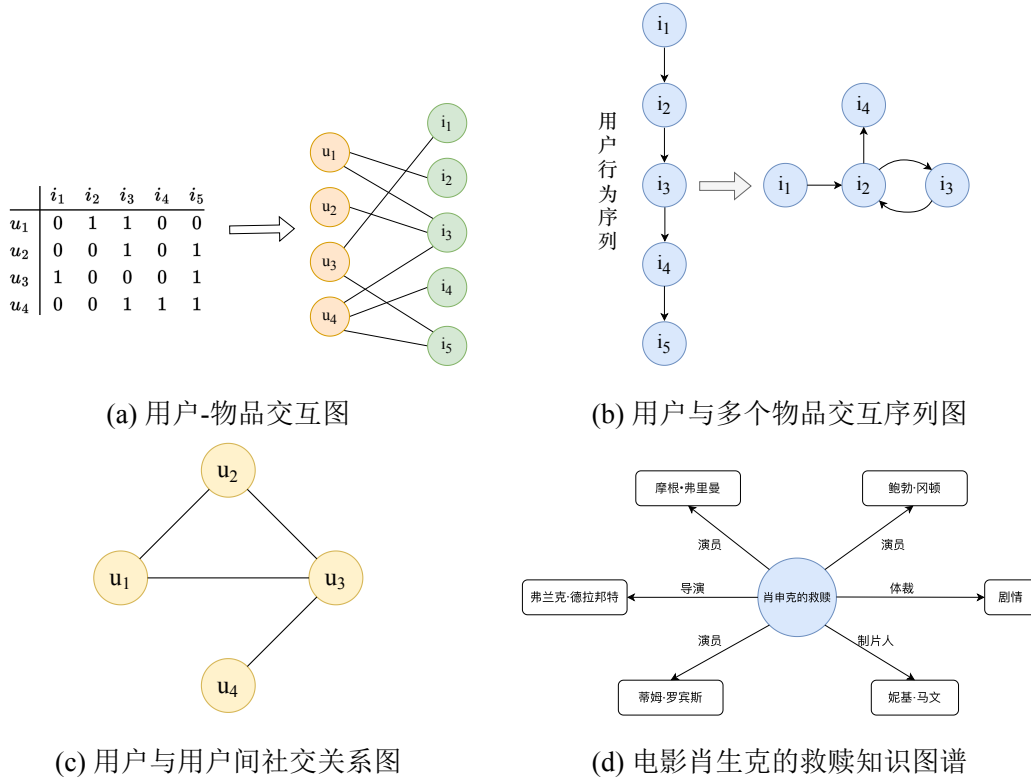 i1 i2 i3 i4 i5
u1 0 1 1 0 0
u2 0 0 1 0 1
u3 1 0 0 0 1
u4 0 0 1 1 1
u1
u2
u3
u4
i1
i2
i3
i4
i5
(a) 用户-物品交互图
用户行为序列
i1
i2
i3
i4
i5
i4
i1
i2
i3
(b) 用户与多个物品交互序列图
u2
u1
u3
u4
(c) 用户与用户间社交关系图
摩根•弗里曼
鲍勃·冈顿
演员
演员
弗兰克·德拉邦特
导演
肖申克的救赎
体裁
剧情
演员
制片人
蒂姆·罗宾斯
妮基·马文
(d) 电影肖生克的救赎知识图谱